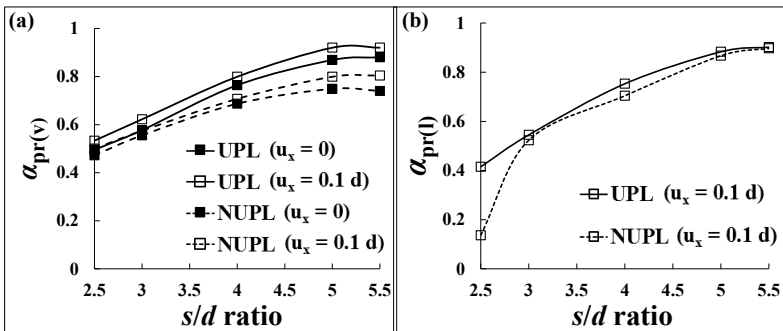 (a)
1
0.8
0.6
0.4
0.2
0
α pr(v)
UPL (u_x = 0)
UPL (u_x = 0.1 d)
NUPL (u_x = 0)
NUPL (u_x = 0.1 d)
2.5 3 3.5 4 4.5 5 5.5
s/d ratio
(b)
1
0.8
0.6
0.4
0.2
0
α pr(l)
UPL (u_x = 0.1 d)
NUPL (u_x = 0.1 d)
2.5 3 3.5 4 4.5 5 5.5
s/d ratio